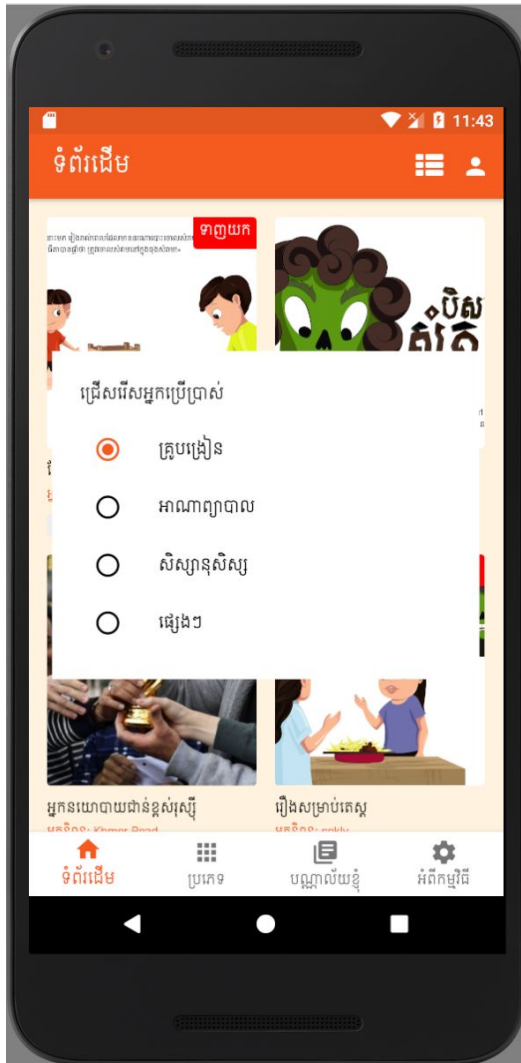 11:43
ទំព័រដើម
ទាញយក
ជ្រើសរើសអ្នកប្រើប្រាស់
គ្រូបង្រៀន
អាណាព្យាបាល
សិស្សានុសិស្ស
ផ្សេងៗ
អ្នកនយោបាយជាន់ខ្ពស់រុស្ស៊ី
រឿងសម្រាប់តេស្ត
ទំព័រដើម
ប្រភេទ
បណ្ណាល័យខ្ញុំ
អំពីកម្មវិធី